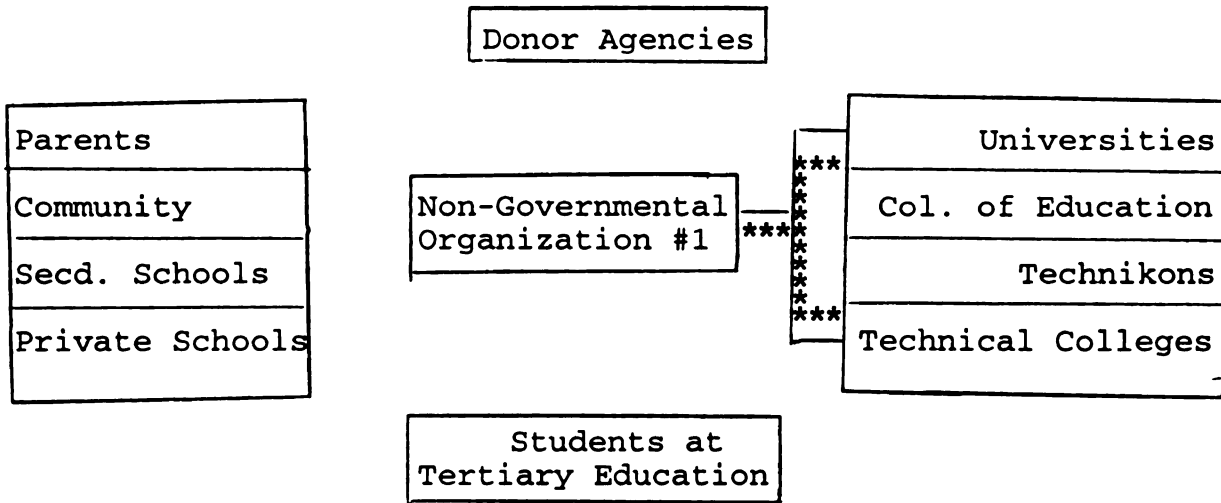 Donor Agencies
Parents
Community
Secd. Schools
Private Schools
Non-Governmental
Organization #1
***
***
*
*
*
*
*
*
*
*
***
Universities
Col. of Education
Technikons
Technical Colleges
Students at
Tertiary Education